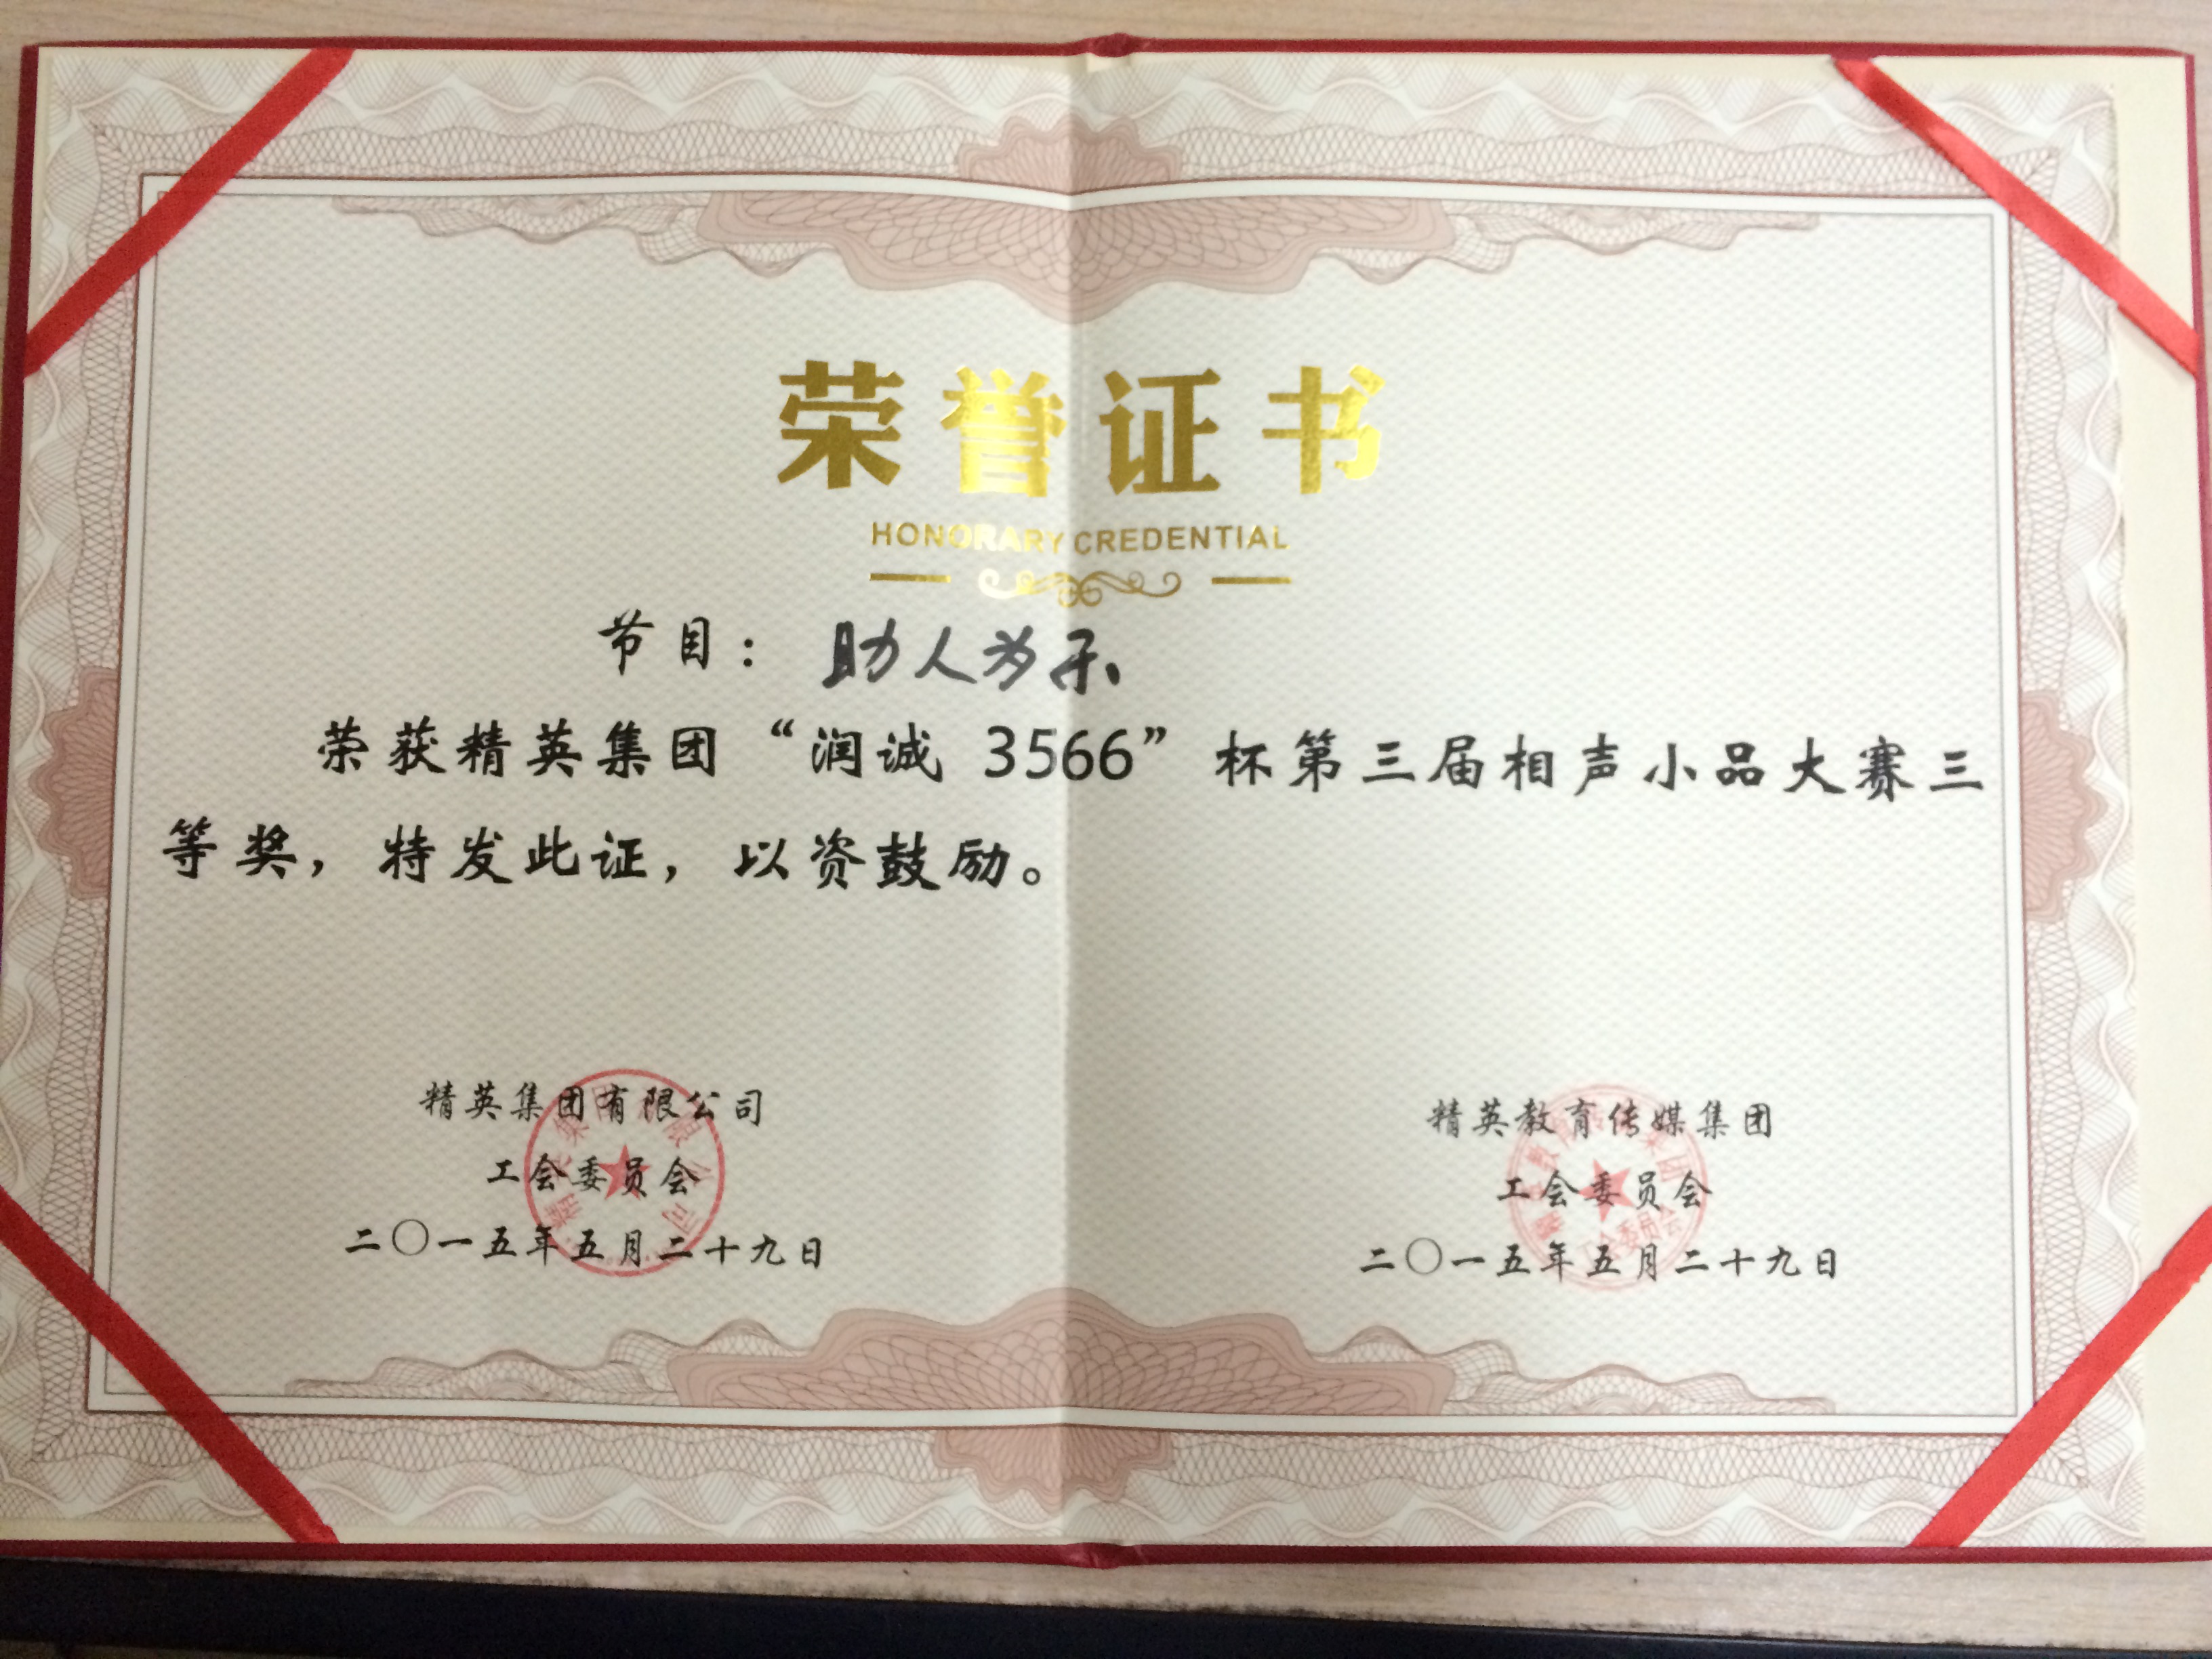 荣誉证书
HONORARY CREDENTIAL
节目：助人为乐
荣获精英集团“润诚 3566”杯第三届相声小品大赛三
等奖，特发此证，以资鼓励。
精英集团有限公司
工会委员会
二〇一五年五月二十九日
精英教育传媒集团
工会委员会
二〇一五年五月二十九日